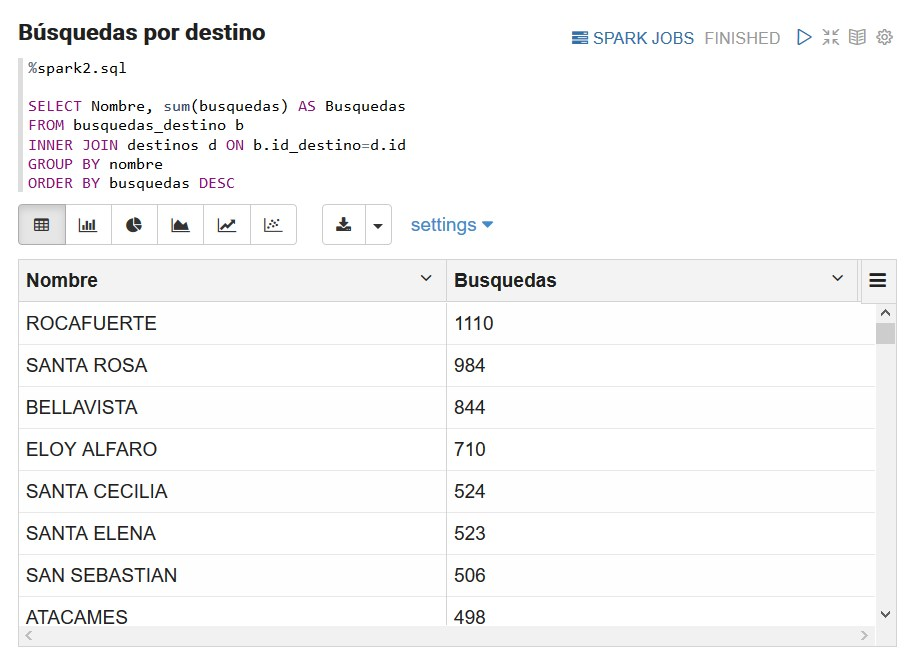 Búsquedas por destino
SPARK JOBS FINISHED
%spark2.sql
SELECT Nombre, sum(busquedas) AS Busquedas
FROM busquedas_destino b
INNER JOIN destinos d ON b.id_destino=d.id
GROUP BY nombre
ORDER BY busquedas DESC
settings
Nombre Busquedas
ROCAFUERTE 1110
SANTA ROSA 984
BELLAVISTA 844
ELOY ALFARO 710
SANTA CECILIA 524
SANTA ELENA 523
SAN SEBASTIAN 506
ATACAMES 498